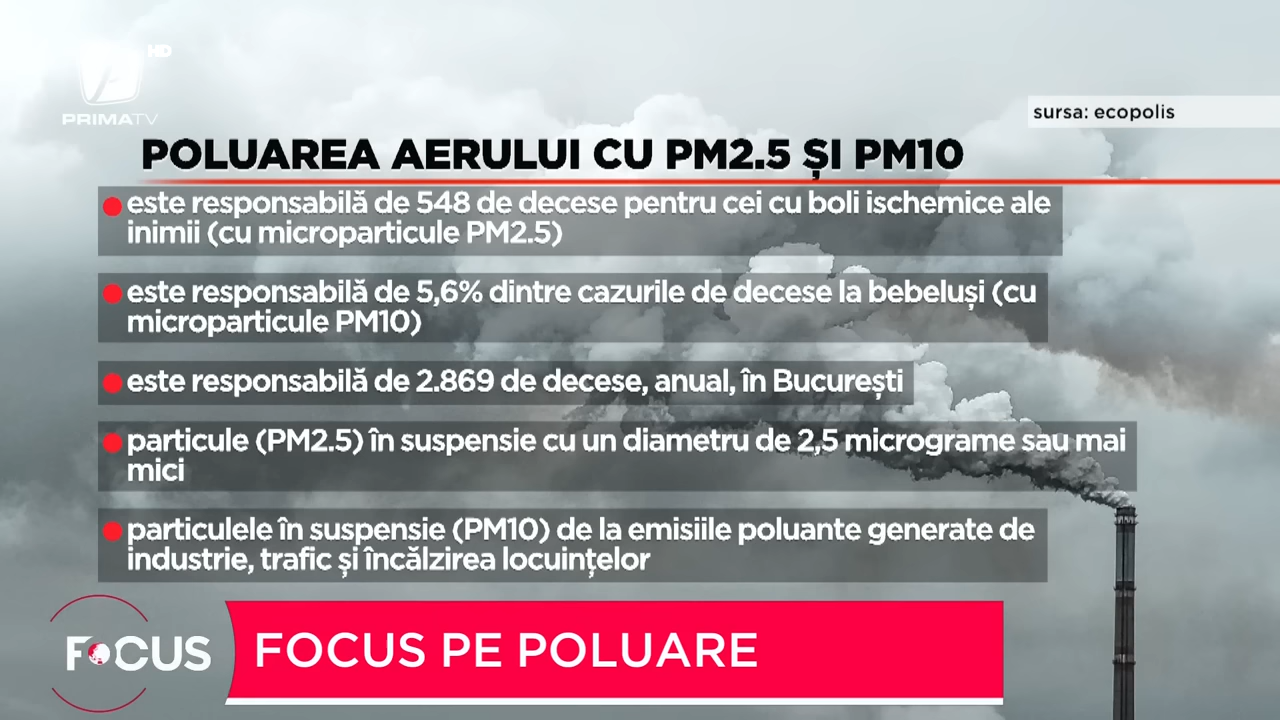 HD
PRIMATV
sursa: ecopolis
POLUAREA AERULUI CU PM2.5 ȘI PM10
este responsabilă de 548 de decese pentru cei cu boli ischemice ale
inimii (cu microparticule PM2.5)
este responsabilă de 5,6% dintre cazurile de decese la bebeluși (cu
microparticule PM10)
este responsabilă de 2.869 de decese, anual, în București
particule (PM2.5) în suspensie cu un diametru de 2,5 micrograme sau mai
mici
particulele în suspensie (PM10) de la emisiile poluante generate de
industrie, trafic și încălzirea locuințelor
FOCUS
FOCUS PE POLUARE